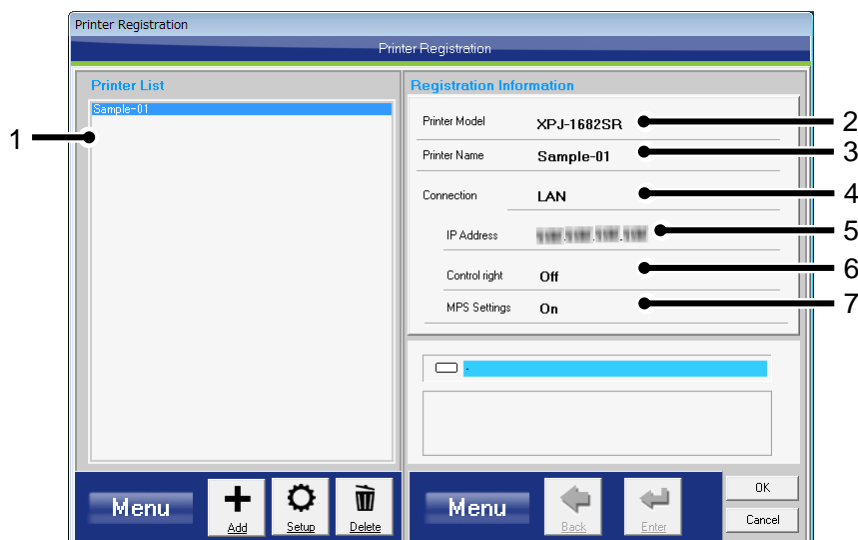 Printer Registration
Printer Registration
Printer List
Sample-01
1
Menu
Add
Setup
Delete
Registration Information
Printer Model XPJ-1682SR 2
Printer Name Sample-01 3
Connection LAN 4
IP Address 5
Control right Off 6
MPS Settings On 7
-
Menu
Back
Enter
OK
Cancel